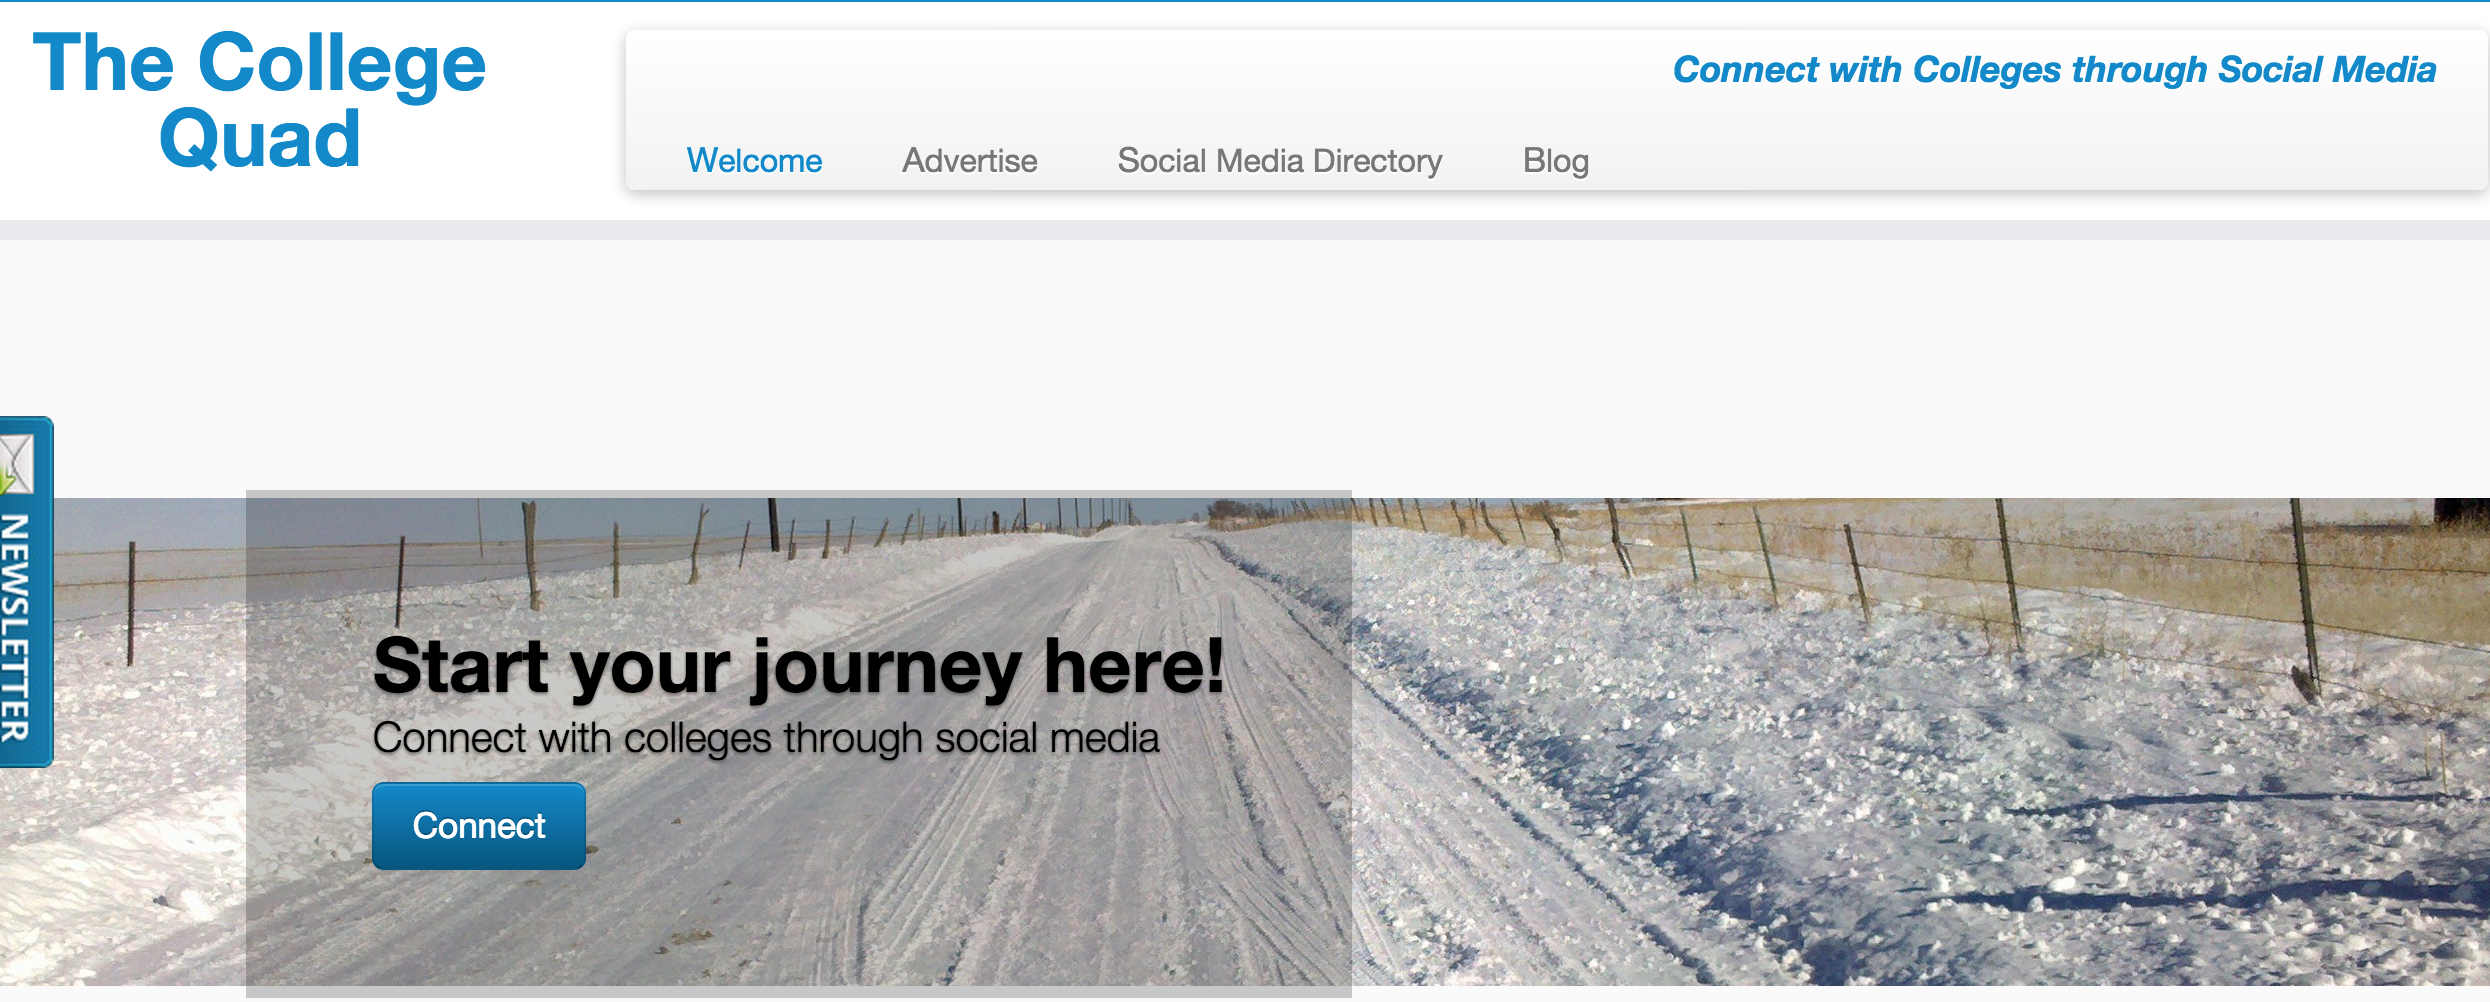 The College
Quad
Connect with Colleges through Social Media
Welcome Advertise Social Media Directory Blog
NEWSLETTER
Start your journey here!
Connect with colleges through social media
Connect